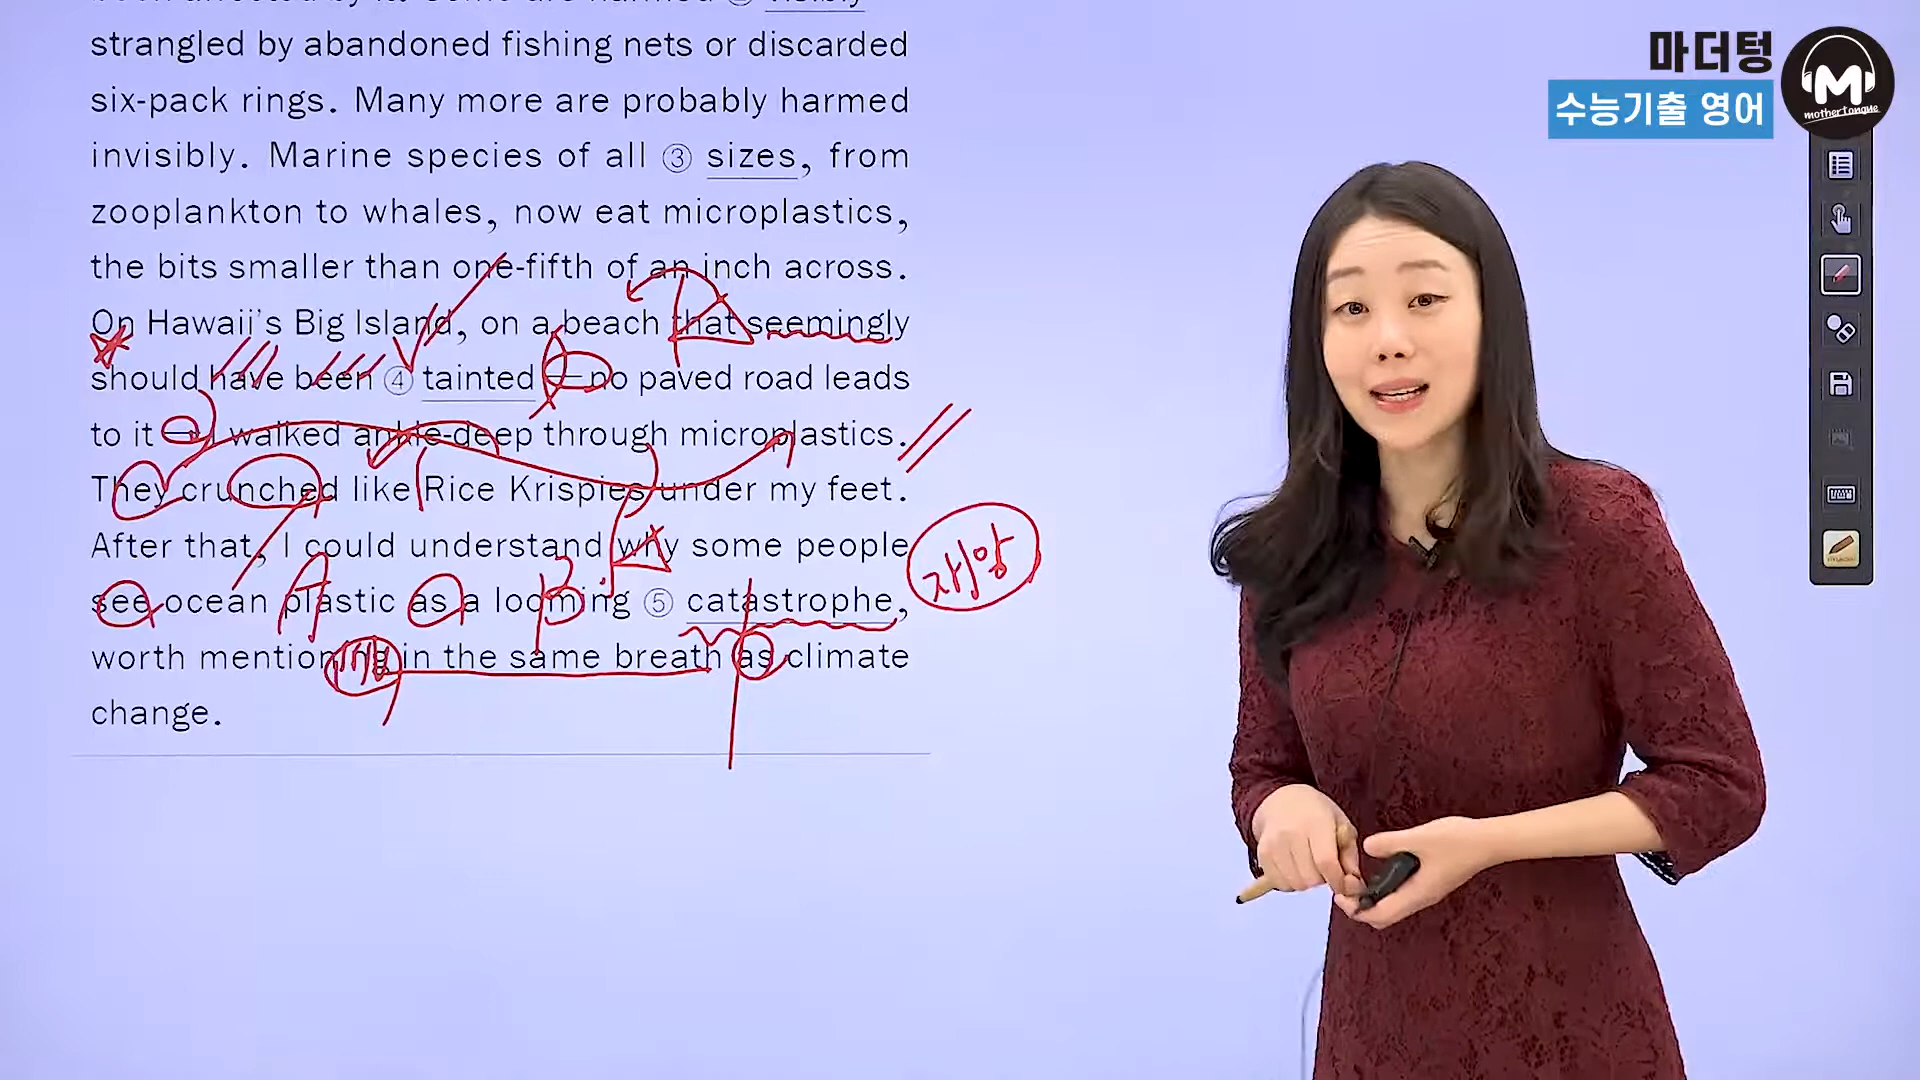 strangled by abandoned fishing nets or discarded
six-pack rings. Many more are probably harmed
invisibly. Marine species of all ③ sizes, from
zooplankton to whales, now eat microplastics,
the bits smaller than one-fifth of an inch across.
On Hawaii's Big Island, on a beach that seemingly
should have been ④ tainted — no paved road leads
to it — I walked ankle-deep through microplastics.
They crunched like Rice Krispies under my feet.
After that, I could understand why some people
see ocean plastic as a looming ⑤ catastrophe,
worth mentioning in the same breath as climate
change.
재앙
A
B
마더텅
수능기출 영어
M
mothertongue